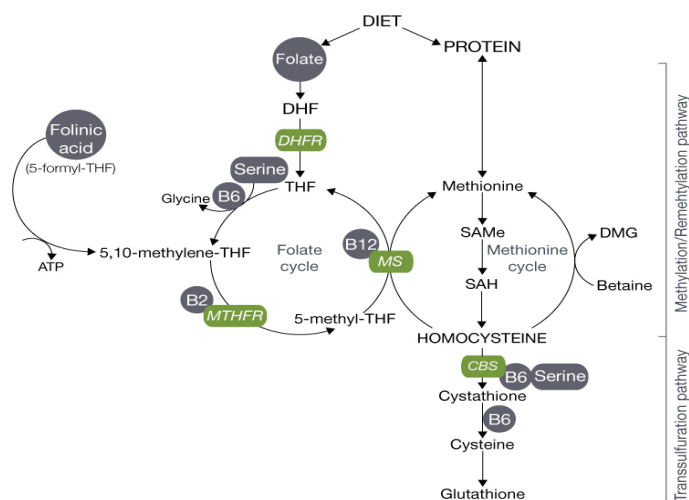 DIET
Folate
PROTEIN
DHF
DHFR
Folinic
acid
(5-formyl-THF)
Serine
Glycine
B6
THF
Methionine
SAMe
DMG
B12
MS
Folate
cycle
Methionine
cycle
5,10-methylene-THF
ATP
SAH
Betaine
B2
MTHFR
5-methyl-THF
HOMOCYSTEINE
CBS
B6
Serine
Cystathione
B6
Cysteine
Glutathione
Methylation/Remehtylation pathway
Transsulfuration pathway